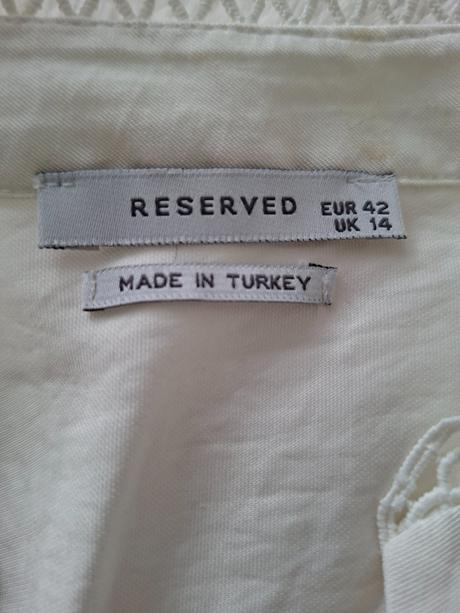 RESERVED
EUR 42
UK 14
MADE IN TURKEY